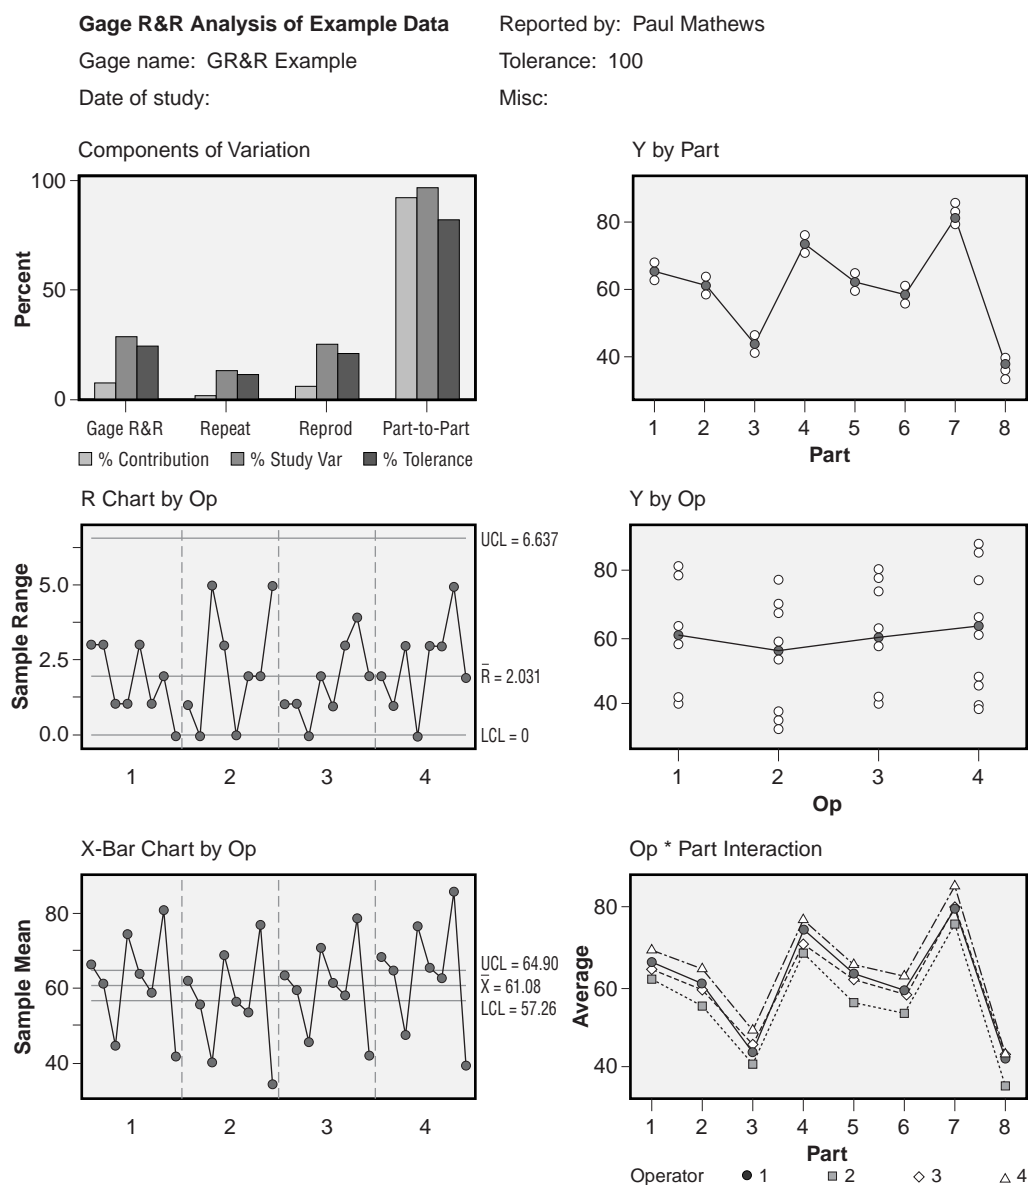 Gage R&R Analysis of Example Data
Reported by: Paul Mathews
Gage name: GR&R Example
Tolerance: 100
Date of study:
Misc:
Components of Variation
100
50
0
Percent
Gage R&R
Repeat
Reprod
Part-to-Part
% Contribution
% Study Var
% Tolerance
Y by Part
80
60
40
1 2 3 4 5 6 7 8
Part
R Chart by Op
Sample Range
5.0
2.5
0.0
UCL = 6.637
R̅ = 2.031
LCL = 0
1 2 3 4
Y by Op
80
60
40
1 2 3 4
Op
X-Bar Chart by Op
Sample Mean
80
60
40
UCL = 64.90
X̿ = 61.08
LCL = 57.26
1 2 3 4
Op * Part Interaction
Average
80
60
40
1 2 3 4 5 6 7 8
Part
Operator 1 2 3 4